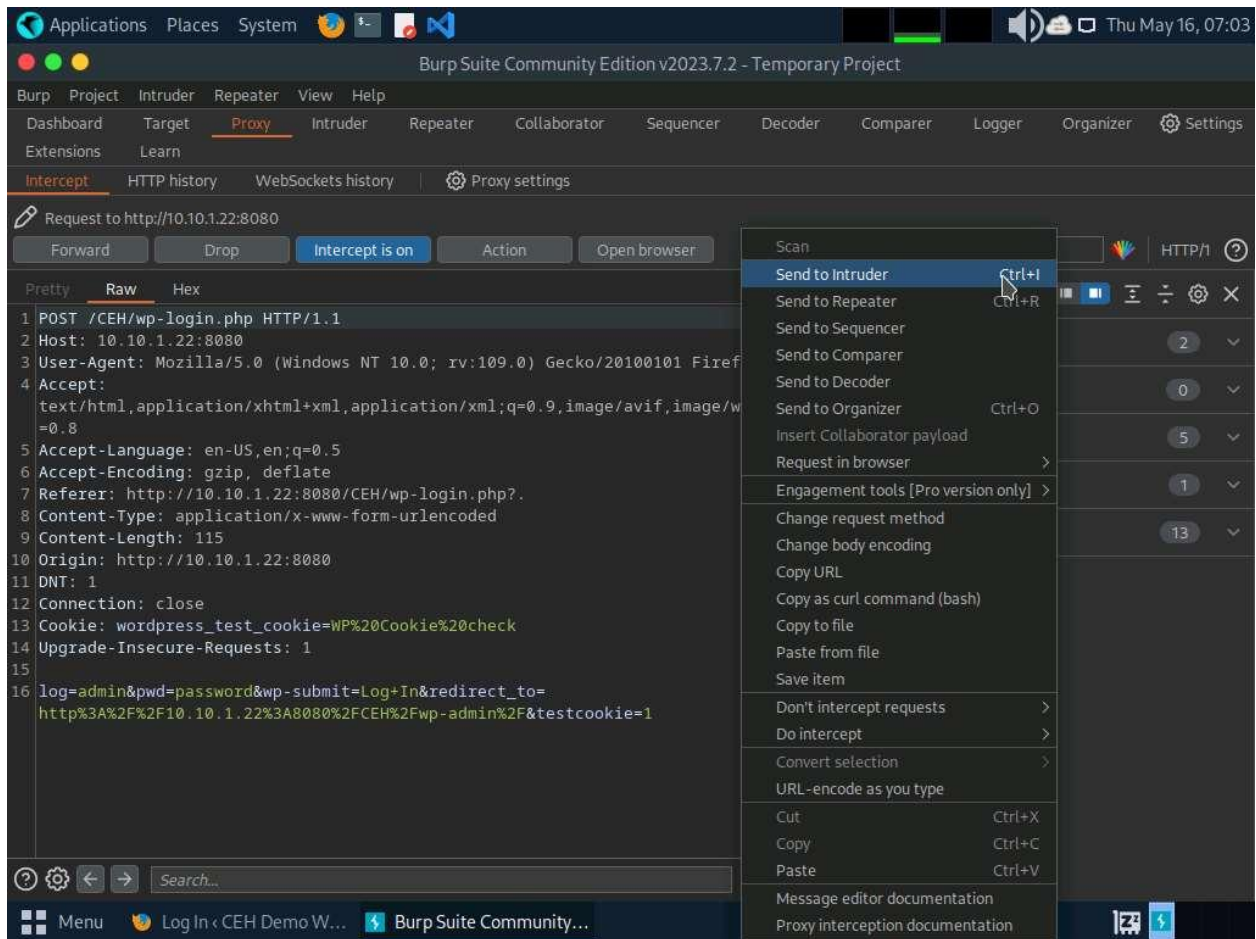 Applications Places System Thu May 16, 07:03
Burp Suite Community Edition v2023.7.2 - Temporary Project
Burp Project Intruder Repeater View Help
Dashboard Target Proxy Intruder Repeater Collaborator Sequencer Decoder Comparer Logger Organizer Settings
Extensions Learn
Intercept HTTP history WebSockets history Proxy settings
Request to http://10.10.1.22:8080
Forward Drop Intercept is on Action Open browser HTTP/1
Pretty Raw Hex
1 POST /CEH/wp-login.php HTTP/1.1
2 Host: 10.10.1.22:8080
3 User-Agent: Mozilla/5.0 (Windows NT 10.0; rv:109.0) Gecko/20100101 Firef
4 Accept:
text/html,application/xhtml+xml,application/xml;q=0.9,image/avif,image/w
=0.8
5 Accept-Language: en-US,en;q=0.5
6 Accept-Encoding: gzip, deflate
7 Referer: http://10.10.1.22:8080/CEH/wp-login.php?.
8 Content-Type: application/x-www-form-urlencoded
9 Content-Length: 115
10 Origin: http://10.10.1.22:8080
11 DNT: 1
12 Connection: close
13 Cookie: wordpress_test_cookie=WP%20Cookie%20check
14 Upgrade-Insecure-Requests: 1
15
16 log=admin&pwd=password&wp-submit=Log+In&redirect_to=
http%3A%2F%2F10.10.1.22%3A8080%2FCEH%2Fwp-admin%2F&testcookie=1
Scan
Send to Intruder Ctrl+I
Send to Repeater Ctrl+R
Send to Sequencer
Send to Comparer
Send to Decoder
Send to Organizer Ctrl+O
Insert Collaborator payload
Request in browser
Engagement tools [Pro version only]
Change request method
Change body encoding
Copy URL
Copy as curl command (bash)
Copy to file
Paste from file
Save item
Don't intercept requests
Do intercept
Convert selection
URL-encode as you type
Cut Ctrl+X
Copy Ctrl+C
Paste Ctrl+V
Message editor documentation
Proxy interception documentation
2
0
5
1
13
Search...
Menu Log In ‹ CEH Demo W... Burp Suite Community...